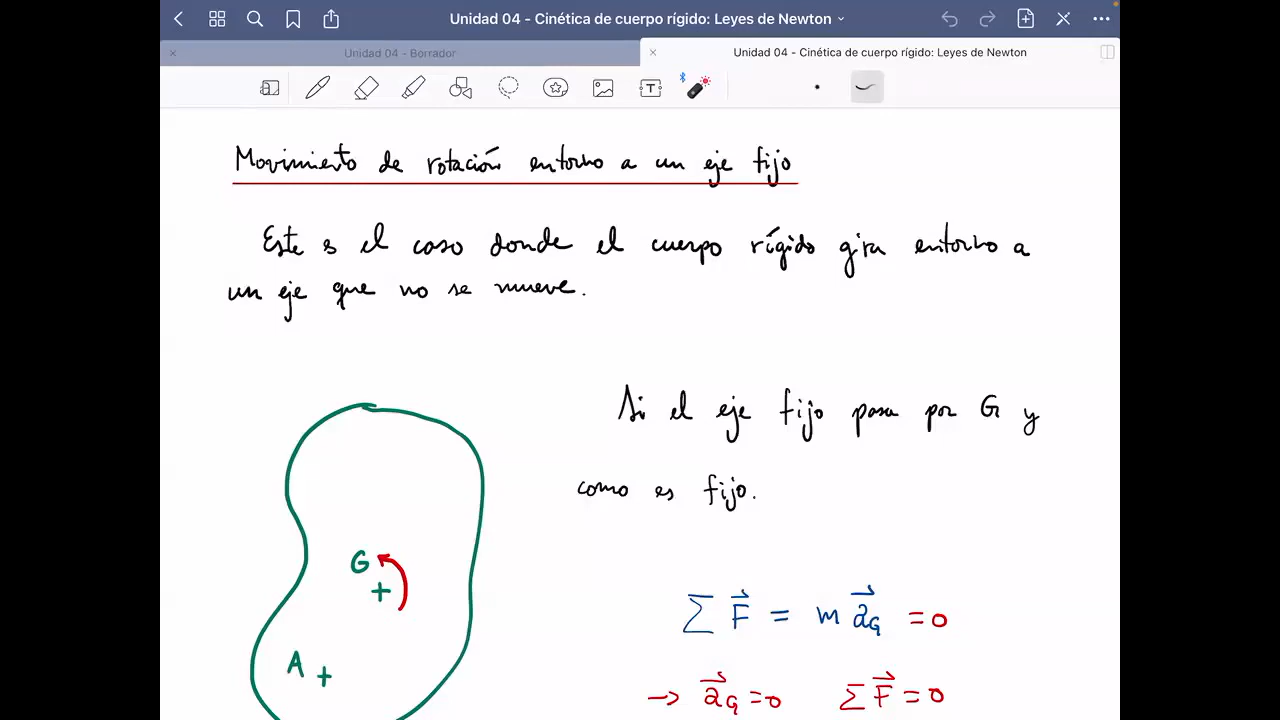 Unidad 04 - Cinética de cuerpo rígido: Leyes de Newton
Unidad 04 - Borrador
Unidad 04 - Cinética de cuerpo rígido: Leyes de Newton
T
Movimiento de rotación entorno a un eje fijo
Este s el caso donde el cuerpo rígido gira entorno a
un eje que no se mueve.
Si el eje fijo pasa por G y
como es fijo.
G
A
∑ F⃗ = m a⃗G = 0
→ a⃗G = 0 ∑ F⃗ = 0